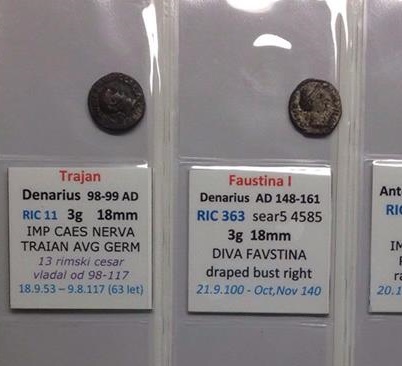 Trajan
Denarius 98-99 AD
RIC 11 3g 18mm
IMP CAES NERVA
TRAIAN AVG GERM
13 rimski cesar
vladal od 98-117
18.9.53 – 9.8.117 (63 let)
Faustina I
Denarius AD 148-161
RIC 363 sear5 4585
3g 18mm
DIVA FAVSTINA
draped bust right
21.9.100 - Oct,Nov 140
Ant
RIC